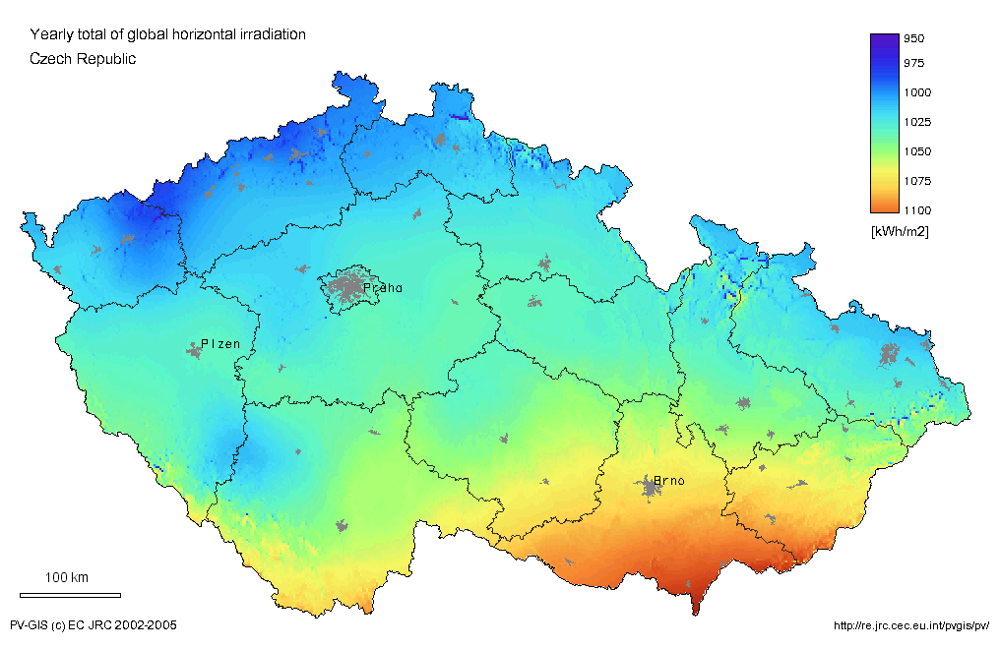 Yearly total of global horizontal irradiation
Czech Republic
950
975
1000
1025
1050
1075
1100
[kWh/m2]
Praha
Plzen
Brno
100 km
PV-GIS (c) EC JRC 2002-2005
http://re.jrc.cec.eu.int/pvgis/pv/